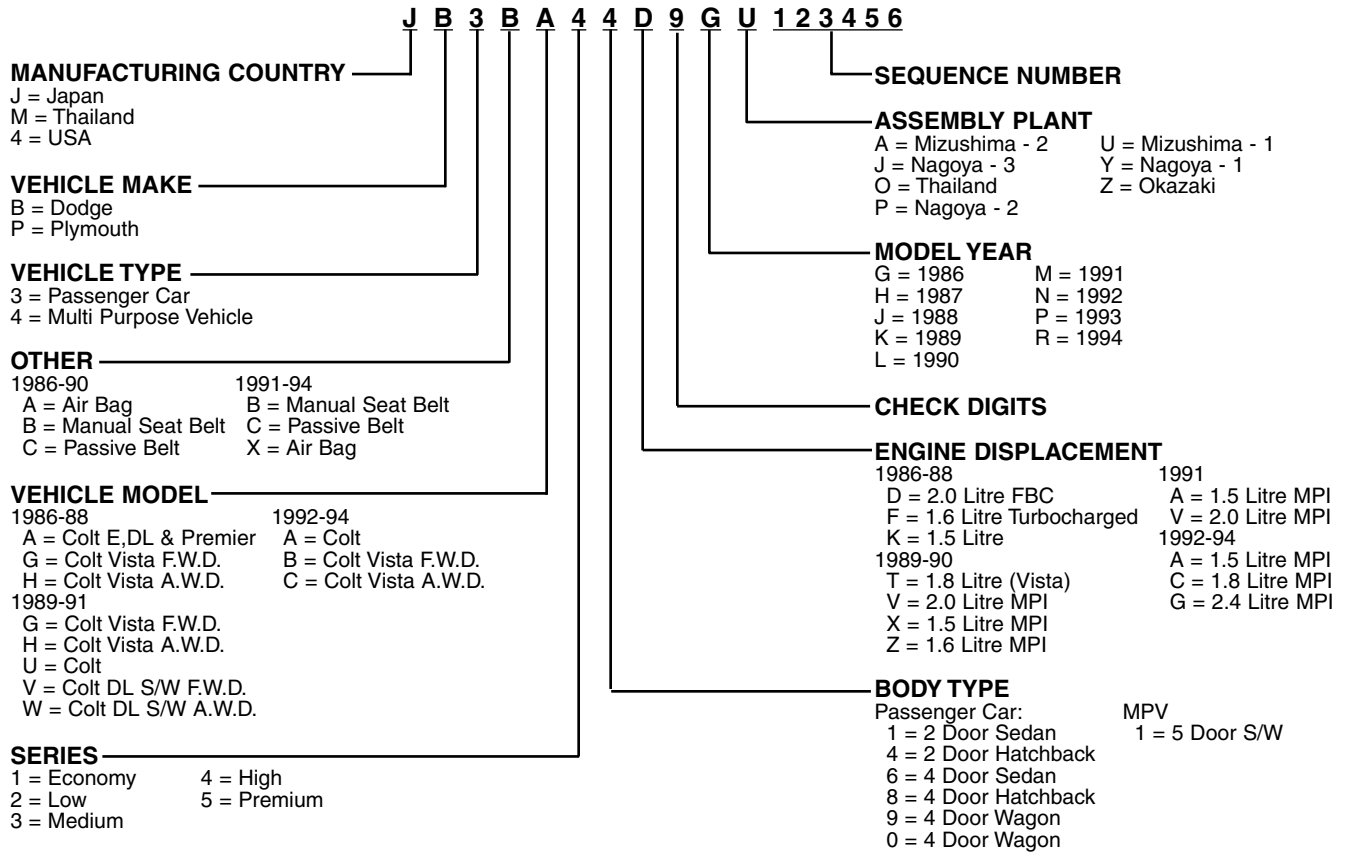 J B 3 B A 4 4 D 9 G U 1 2 3 4 5 6
MANUFACTURING COUNTRY
J = Japan
M = Thailand
4 = USA
VEHICLE MAKE
B = Dodge
P = Plymouth
VEHICLE TYPE
3 = Passenger Car
4 = Multi Purpose Vehicle
OTHER
1986-90 1991-94
A = Air Bag B = Manual Seat Belt
B = Manual Seat Belt C = Passive Belt
C = Passive Belt X = Air Bag
VEHICLE MODEL
1986-88 1992-94
A = Colt E,DL & Premier A = Colt
G = Colt Vista F.W.D. B = Colt Vista F.W.D.
H = Colt Vista A.W.D. C = Colt Vista A.W.D.
1989-91
G = Colt Vista F.W.D.
H = Colt Vista A.W.D.
U = Colt
V = Colt DL S/W F.W.D.
W = Colt DL S/W A.W.D.
SERIES
1 = Economy 4 = High
2 = Low 5 = Premium
3 = Medium
SEQUENCE NUMBER
ASSEMBLY PLANT
A = Mizushima - 2 U = Mizushima - 1
J = Nagoya - 3 Y = Nagoya - 1
O = Thailand Z = Okazaki
P = Nagoya - 2
MODEL YEAR
G = 1986 M = 1991
H = 1987 N = 1992
J = 1988 P = 1993
K = 1989 R = 1994
L = 1990
CHECK DIGITS
ENGINE DISPLACEMENT
1986-88 1991
D = 2.0 Litre FBC A = 1.5 Litre MPI
F = 1.6 Litre Turbocharged V = 2.0 Litre MPI
K = 1.5 Litre 1992-94
1989-90 A = 1.5 Litre MPI
T = 1.8 Litre (Vista) C = 1.8 Litre MPI
V = 2.0 Litre MPI G = 2.4 Litre MPI
X = 1.5 Litre MPI
Z = 1.6 Litre MPI
BODY TYPE
Passenger Car: MPV
1 = 2 Door Sedan 1 = 5 Door S/W
4 = 2 Door Hatchback
6 = 4 Door Sedan
8 = 4 Door Hatchback
9 = 4 Door Wagon
0 = 4 Door Wagon